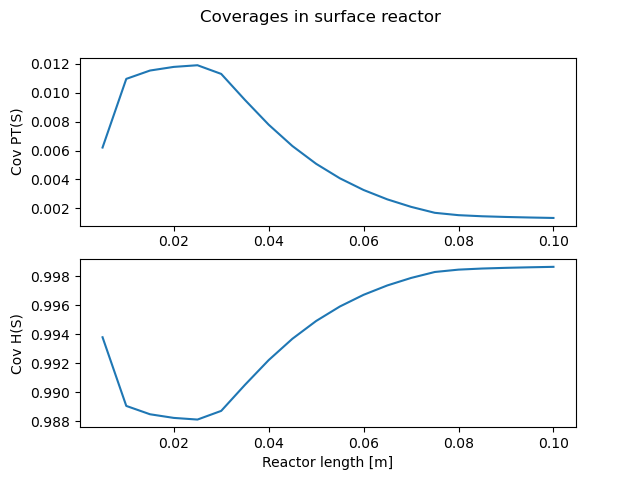 Coverages in surface reactor
0.012
0.010
0.008
0.006
0.004
0.002
Cov PT(S)
0.02 0.04 0.06 0.08 0.10
0.998
0.996
0.994
0.992
0.990
0.988
Cov H(S)
0.02 0.04 0.06 0.08 0.10
Reactor length [m]